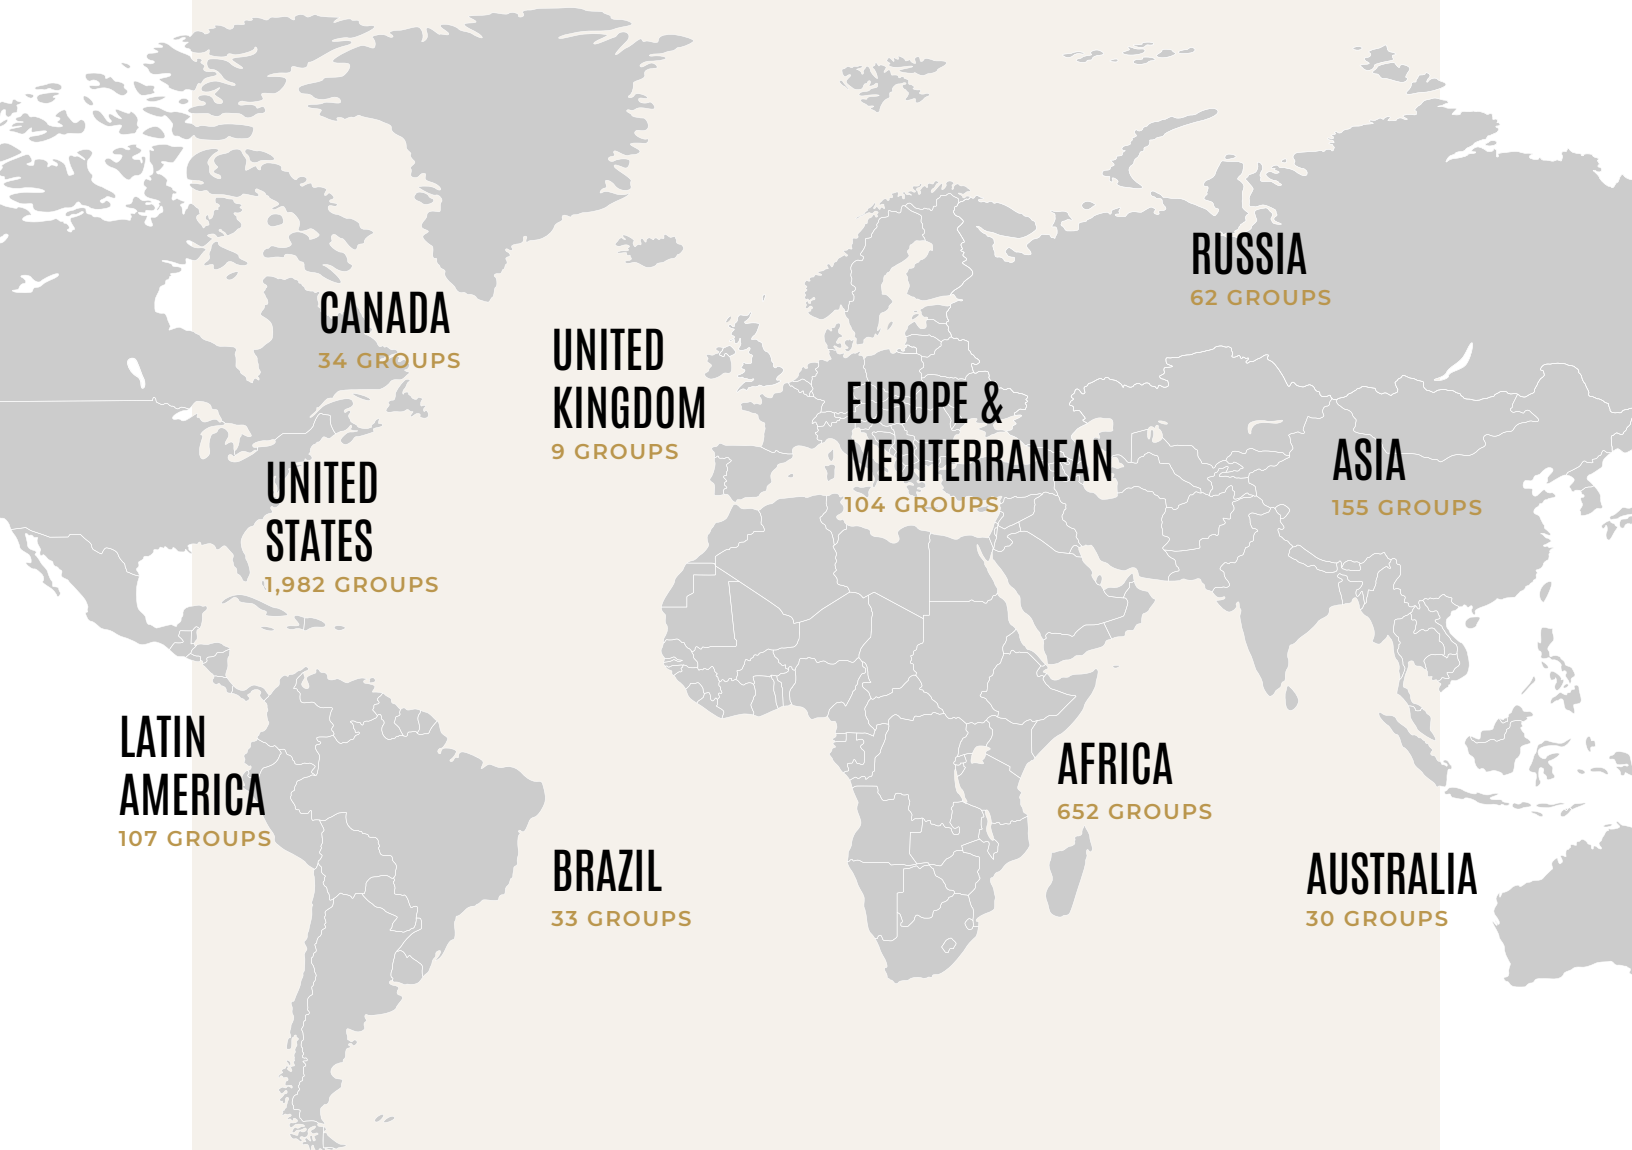 RUSSIA
62 GROUPS
CANADA
34 GROUPS
UNITED
KINGDOM
9 GROUPS
EUROPE &
MEDITERRANEAN
104 GROUPS
ASIA
155 GROUPS
UNITED
STATES
1,982 GROUPS
LATIN
AMERICA
107 GROUPS
AFRICA
652 GROUPS
BRAZIL
33 GROUPS
AUSTRALIA
30 GROUPS